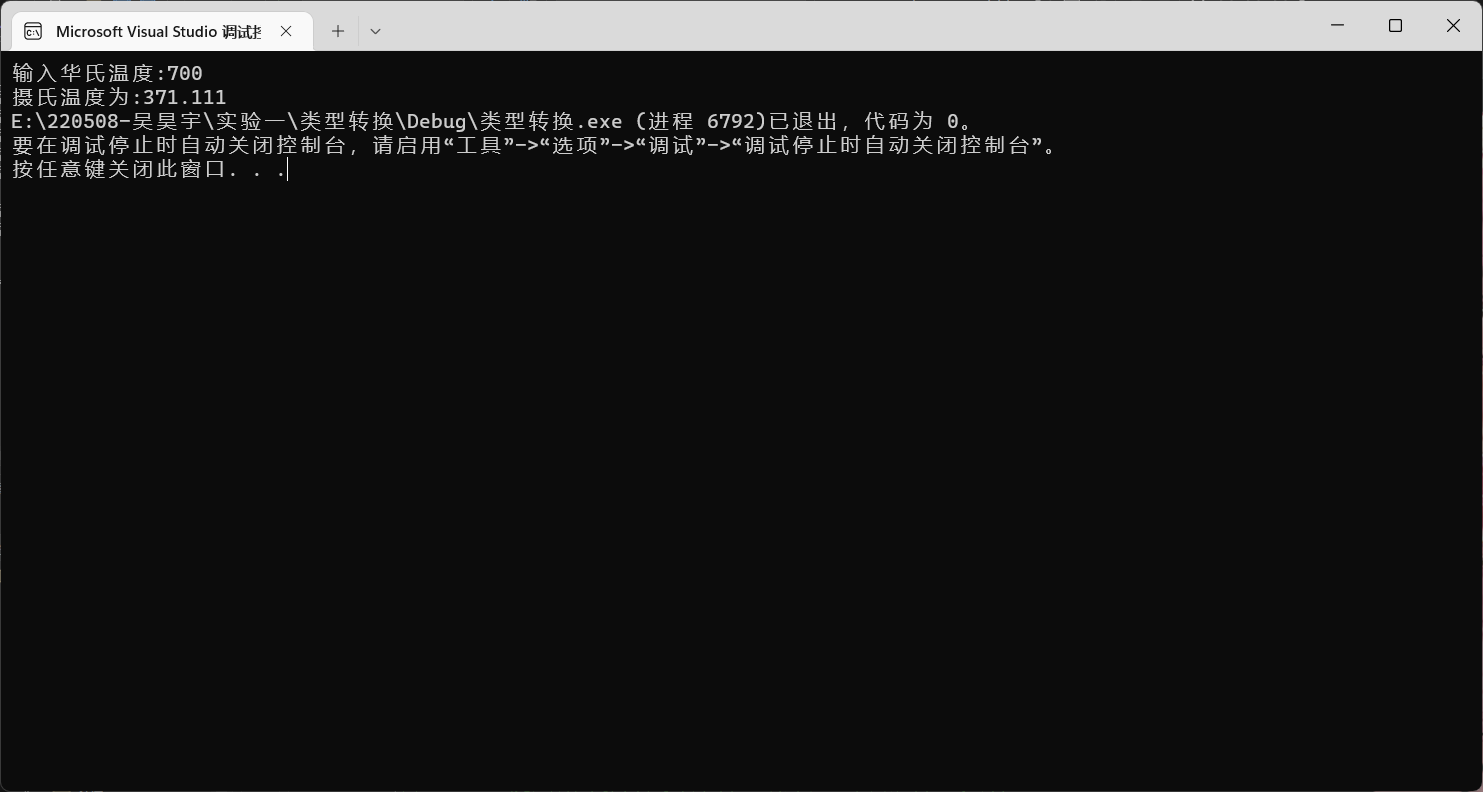 Microsoft Visual Studio 调试控
输入华氏温度:700
摄氏温度为:371.111
E:\220508-吴昊宇\实验一\类型转换\Debug\类型转换.exe (进程 6792)已退出，代码为 0。
要在调试停止时自动关闭控制台，请启用“工具”->“选项”->“调试”->“调试停止时自动关闭控制台”。
按任意键关闭此窗口. . .